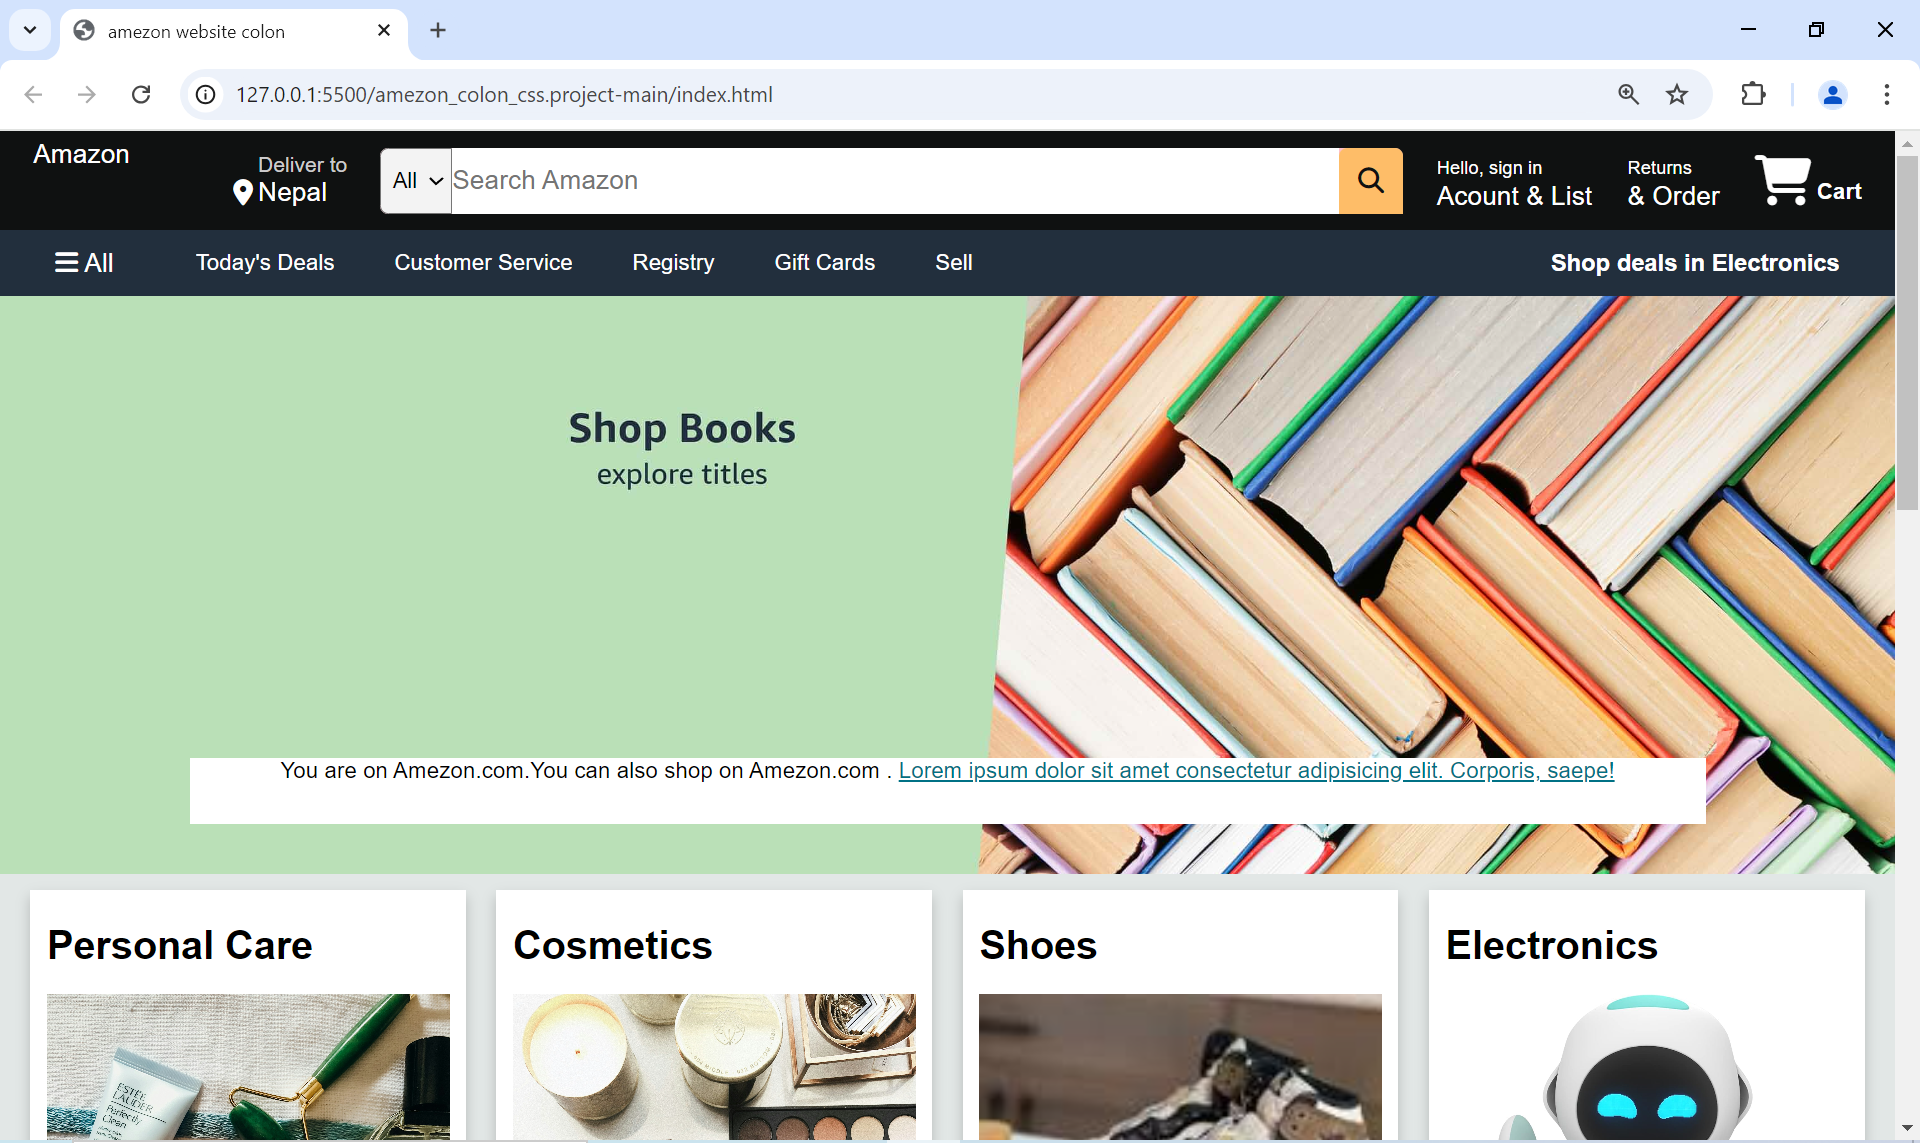 amezon website colon
127.0.0.1:5500/amezon_colon_css.project-main/index.html
Amazon
Deliver to
Nepal
All
Search Amazon
Hello, sign in
Acount & List
Returns
& Order
Cart
All
Today's Deals
Customer Service
Registry
Gift Cards
Sell
Shop deals in Electronics
Shop Books
explore titles
You are on Amezon.com.You can also shop on Amezon.com . Lorem ipsum dolor sit amet consectetur adipisicing elit. Corporis, saepe!
Personal Care
Cosmetics
Shoes
Electronics
ESTĒE
LAUDER
Perfectly
Clean